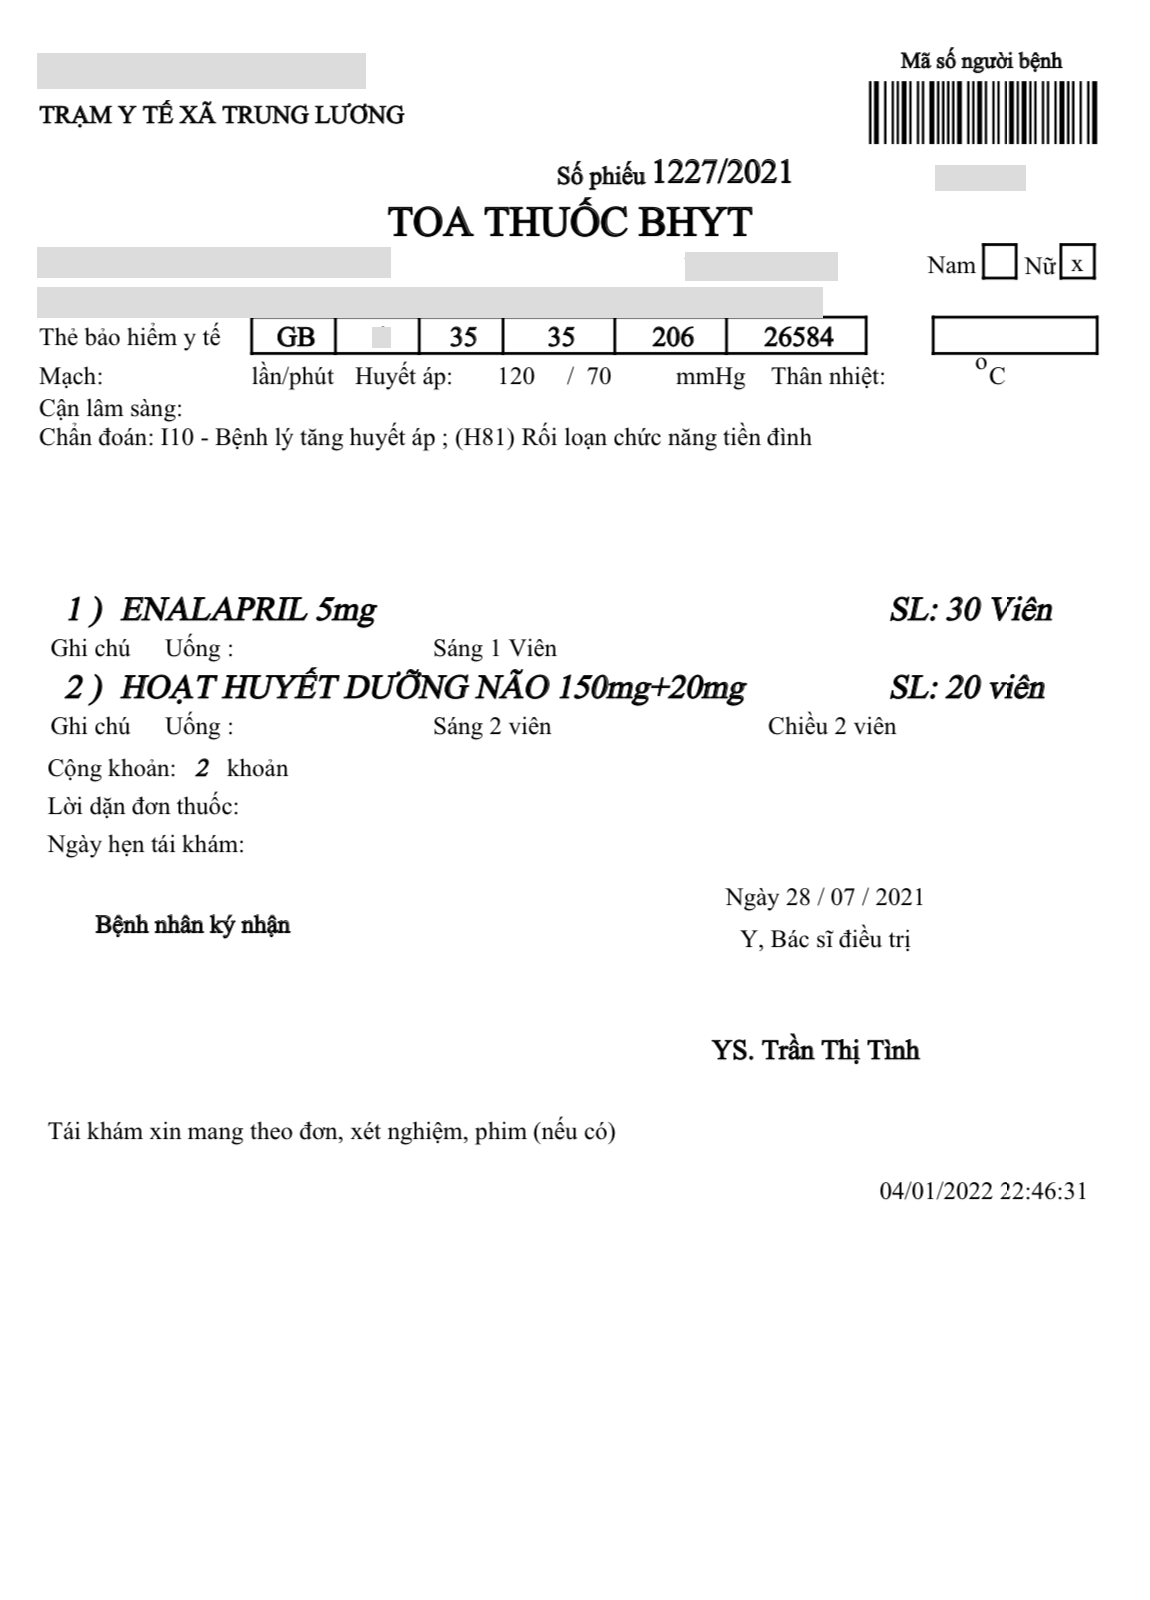 Mã số người bệnh
TRẠM Y TẾ XÃ TRUNG LƯƠNG
Số phiếu 1227/2021
TOA THUỐC BHYT
Nam Nữ x
Thẻ bảo hiểm y tế GB 35 35 206 26584
Mạch: lần/phút Huyết áp: 120 / 70 mmHg Thân nhiệt: °C
Cận lâm sàng:
Chẩn đoán: I10 - Bệnh lý tăng huyết áp ; (H81) Rối loạn chức năng tiền đình
1 ) ENALAPRIL 5mg SL: 30 Viên
Ghi chú Uống : Sáng 1 Viên
2 ) HOẠT HUYẾT DƯỠNG NÃO 150mg+20mg SL: 20 viên
Ghi chú Uống : Sáng 2 viên Chiều 2 viên
Cộng khoản: 2 khoản
Lời dặn đơn thuốc:
Ngày hẹn tái khám:
Ngày 28 / 07 / 2021
Bệnh nhân ký nhận
Y, Bác sĩ điều trị
YS. Trần Thị Tình
Tái khám xin mang theo đơn, xét nghiệm, phim (nếu có)
04/01/2022 22:46:31